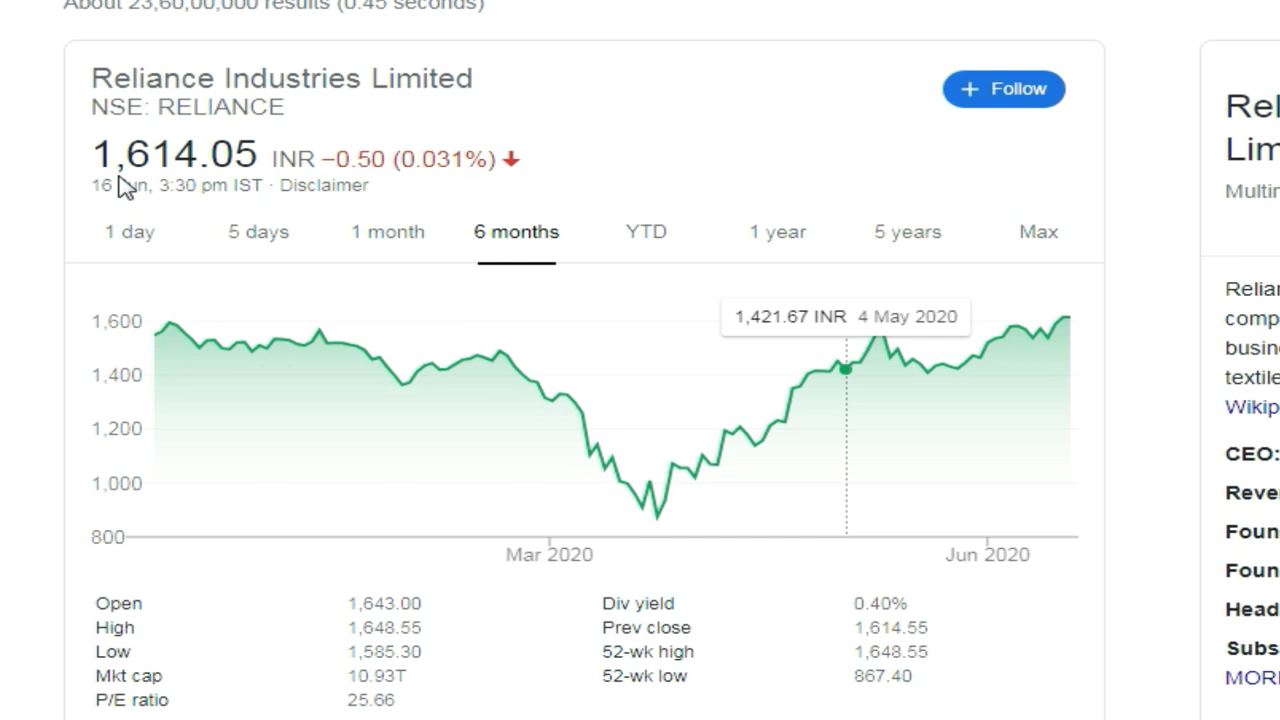 About 23,60,00,000 results (0.45 seconds)
Reliance Industries Limited
NSE: RELIANCE
+ Follow
1,614.05 INR −0.50 (0.031%)
16 un, 3:30 pm IST · Disclaimer
1 day 5 days 1 month 6 months YTD 1 year 5 years Max
1,421.67 INR 4 May 2020
1,600
1,400
1,200
1,000
800
Mar 2020 Jun 2020
Open 1,643.00 Div yield 0.40%
High 1,648.55 Prev close 1,614.55
Low 1,585.30 52-wk high 1,648.55
Mkt cap 10.93T 52-wk low 867.40
P/E ratio 25.66
Rel
Lim
Multin
Relian
comp
busine
textile
Wikip
CEO:
Reve
Foun
Foun
Head
Subs
MOR